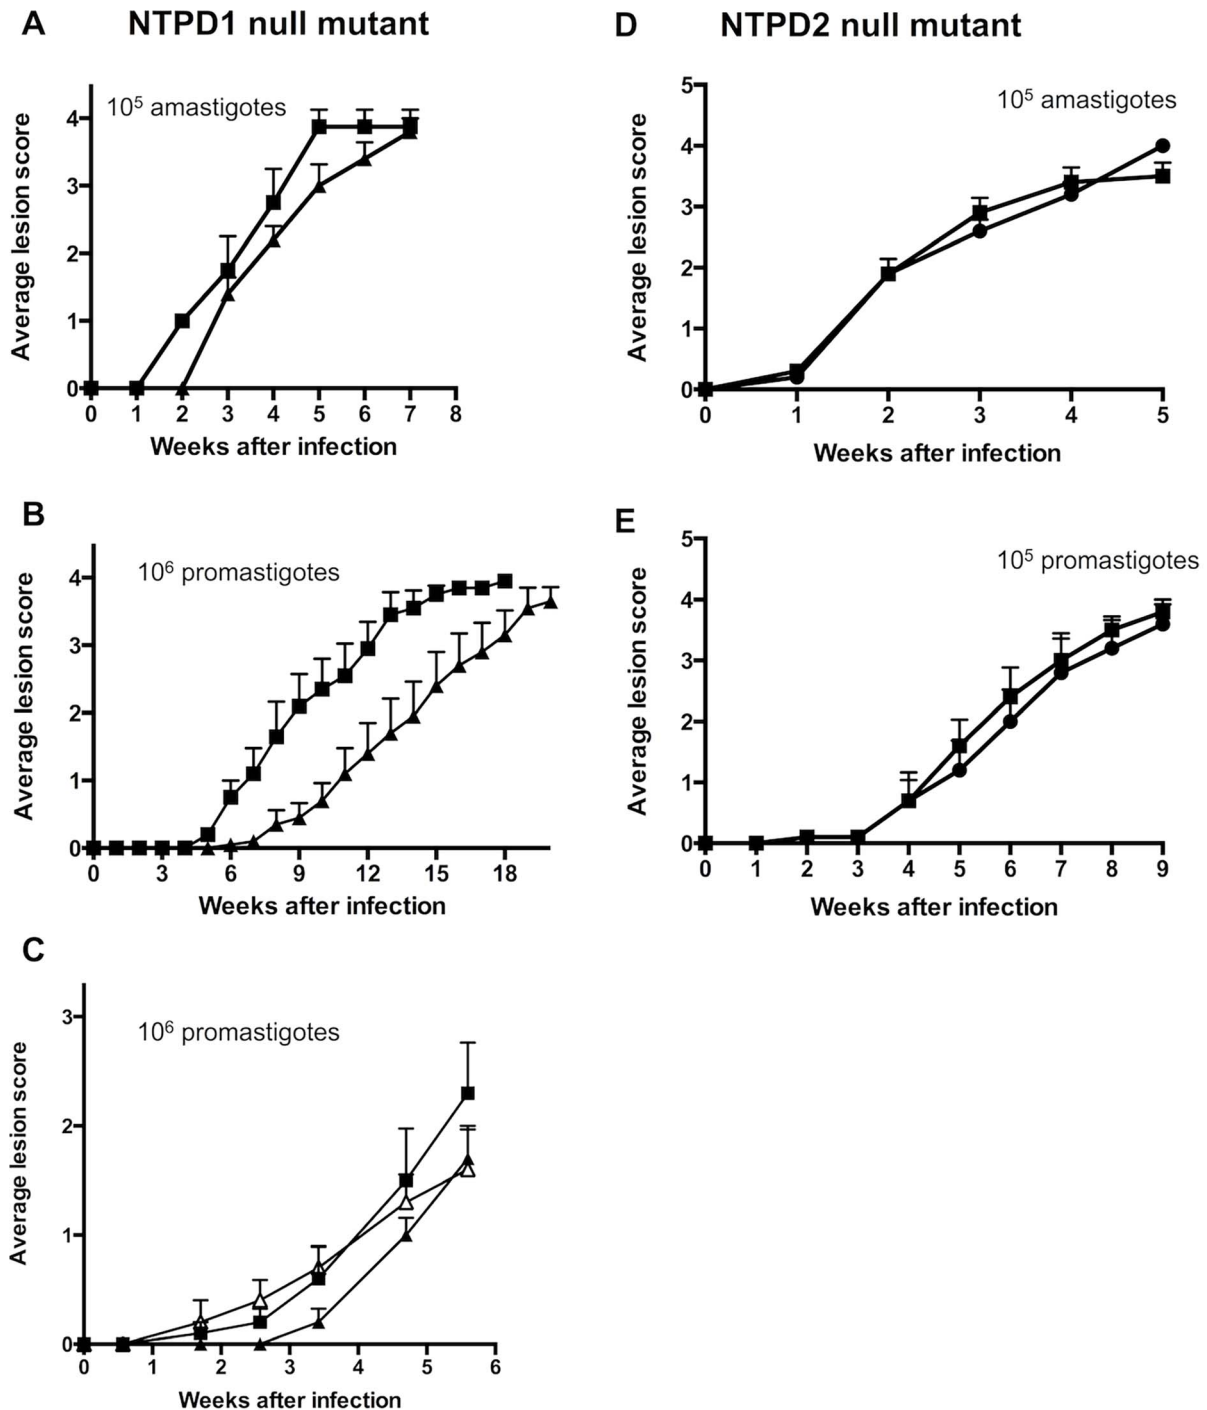 A NTPD1 null mutant
10⁵ amastigotes
Average lesion score
4
3
2
1
0
0 1 2 3 4 5 6 7 8
Weeks after infection
B
10⁶ promastigotes
Average lesion score
4
3
2
1
0
0 3 6 9 12 15 18
Weeks after infection
C
10⁶ promastigotes
Average lesion score
3
2
1
0
0 1 2 3 4 5 6
Weeks after infection
D NTPD2 null mutant
10⁵ amastigotes
Average lesion score
5
4
3
2
1
0
0 1 2 3 4 5
Weeks after infection
E
10⁵ promastigotes
Average lesion score
5
4
3
2
1
0
0 1 2 3 4 5 6 7 8 9
Weeks after infection